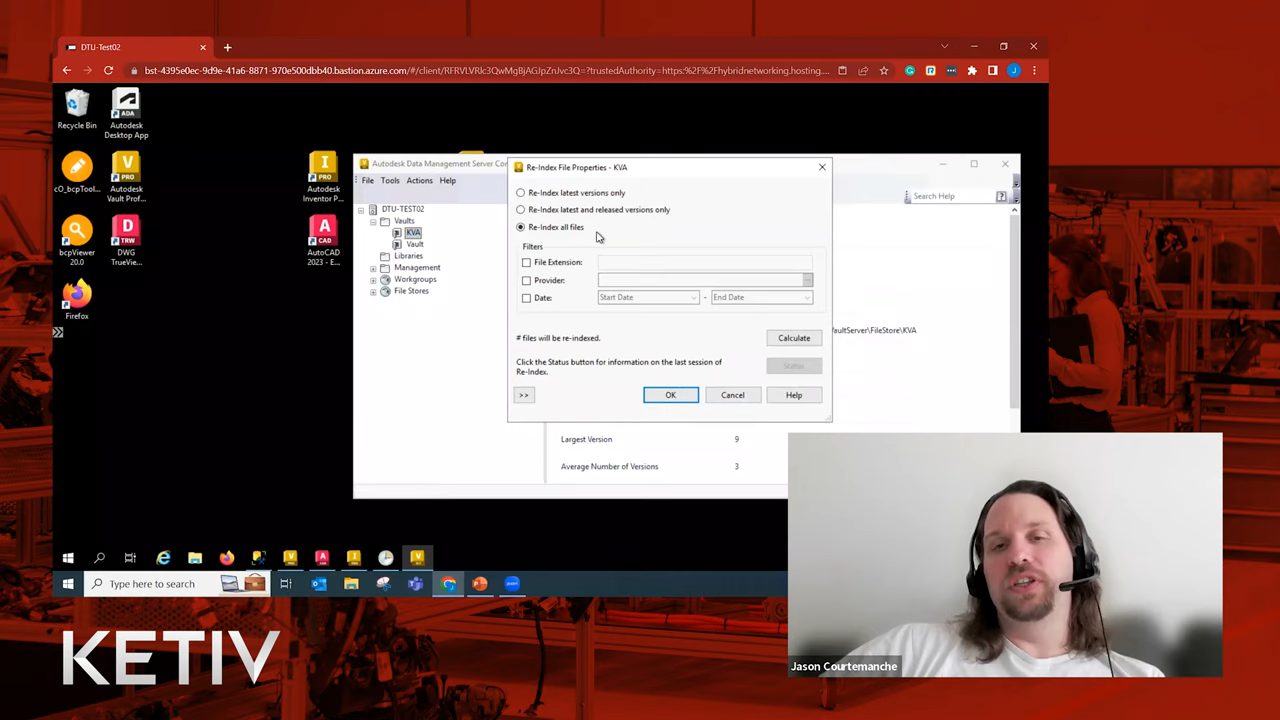 DTU-Test02
bst-4395e0ec-9d9e-41a6-8871-970e500dbb40.bastion.azure.com/#/client/RFRVLVRlc3QwMgBjAGJpZnJvc3Q=?trustedAuthority=https:%2F%2Fhybridnetworking.hosting....
Recycle Bin
Autodesk Desktop App
cO_bcpTool...
Autodesk Vault Prof...
Autodesk Inventor P...
bcpViewer 20.0
DWG TrueVie...
AutoCAD 2023 - E...
Firefox
Autodesk Data Management Server Con
File Tools Actions Help
Search Help
DTU-TEST02
Vaults
KVA
Vault
Libraries
Management
Workgroups
File Stores
Re-Index File Properties - KVA
Re-Index latest versions only
Re-Index latest and released versions only
Re-Index all files
Filters
File Extension:
Provider:
Date: Start Date - End Date
# files will be re-indexed. Calculate
Click the Status button for information on the last session of
Re-Index.
Status
>> OK Cancel Help
aultServer\FileStore\KVA
Largest Version 9
Average Number of Versions 3
Type here to search
KETIV
Jason Courtemanche